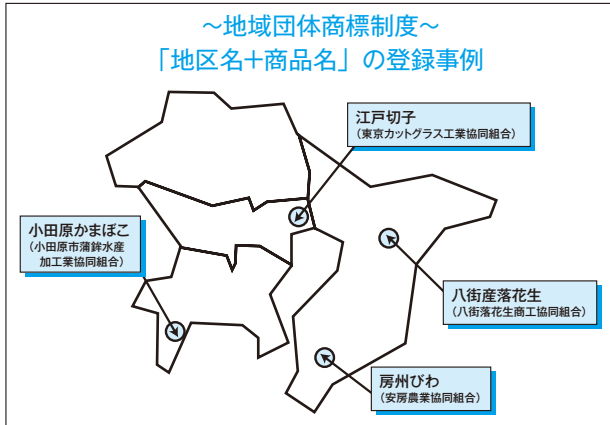 ～地域団体商標制度～
「地区名+商品名」の登録事例
江戸切子
（東京カットグラス工業協同組合）
小田原かまぼこ
（小田原市蒲鉾水産
加工業協同組合）
八街産落花生
（八街落花生商工協同組合）
房州びわ
（安房農業協同組合）